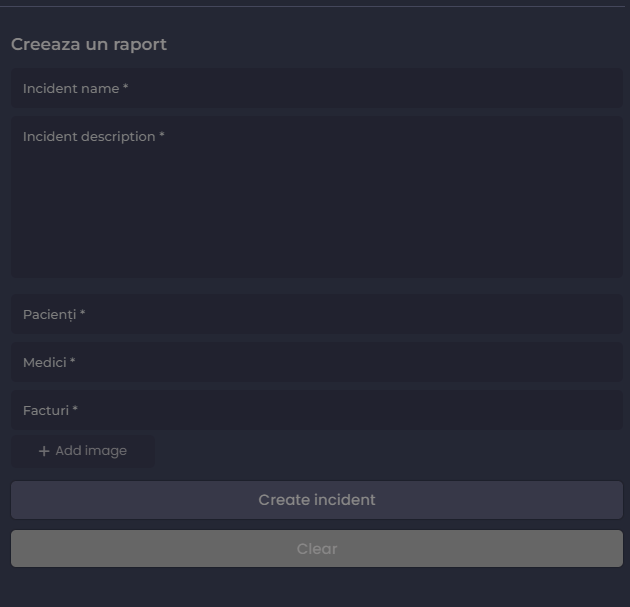 Creeaza un raport
Incident name *
Incident description *
Pacienți *
Medici *
Facturi *
+ Add image
Create incident
Clear